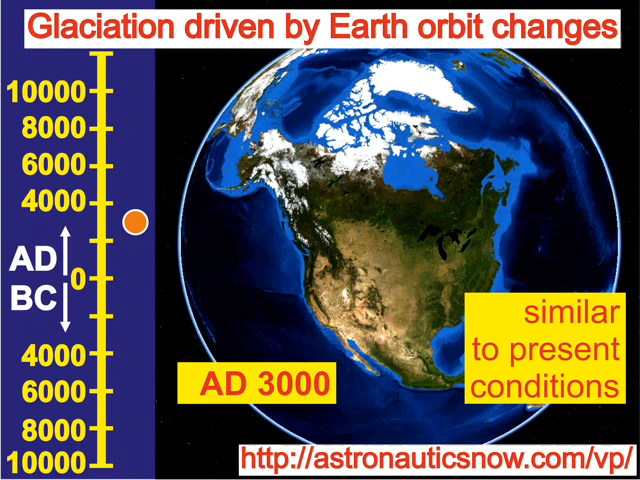 Glaciation driven by Earth orbit changes
10000
8000
6000
4000
AD
0
BC
4000
6000
8000
10000
similar
to present
conditions
AD 3000
http://astronauticsnow.com/vp/